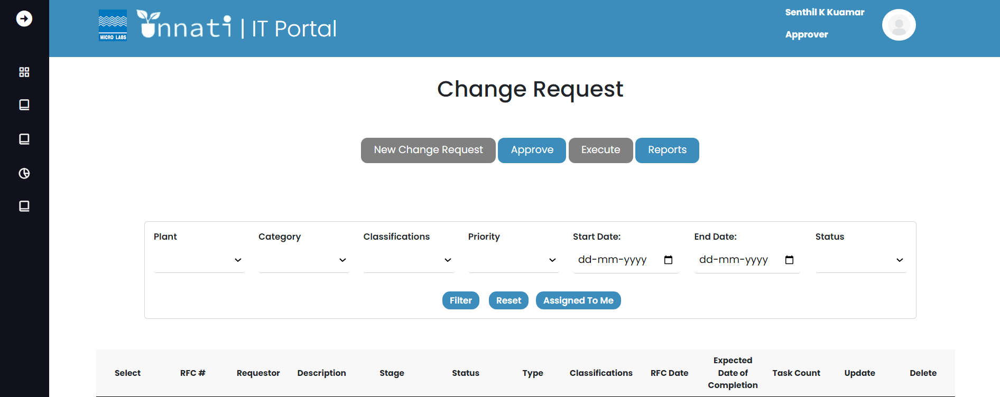 MICRO LABS
Unnati | IT Portal
Senthil K Kuamar
Approver
Change Request
New Change Request
Approve
Execute
Reports
Plant
Category
Classifications
Priority
Start Date:
End Date:
Status
dd-mm-yyyy
dd-mm-yyyy
Filter
Reset
Assigned To Me
Select
RFC #
Requestor
Description
Stage
Status
Type
Classifications
RFC Date
Expected
Date of
Completion
Task Count
Update
Delete